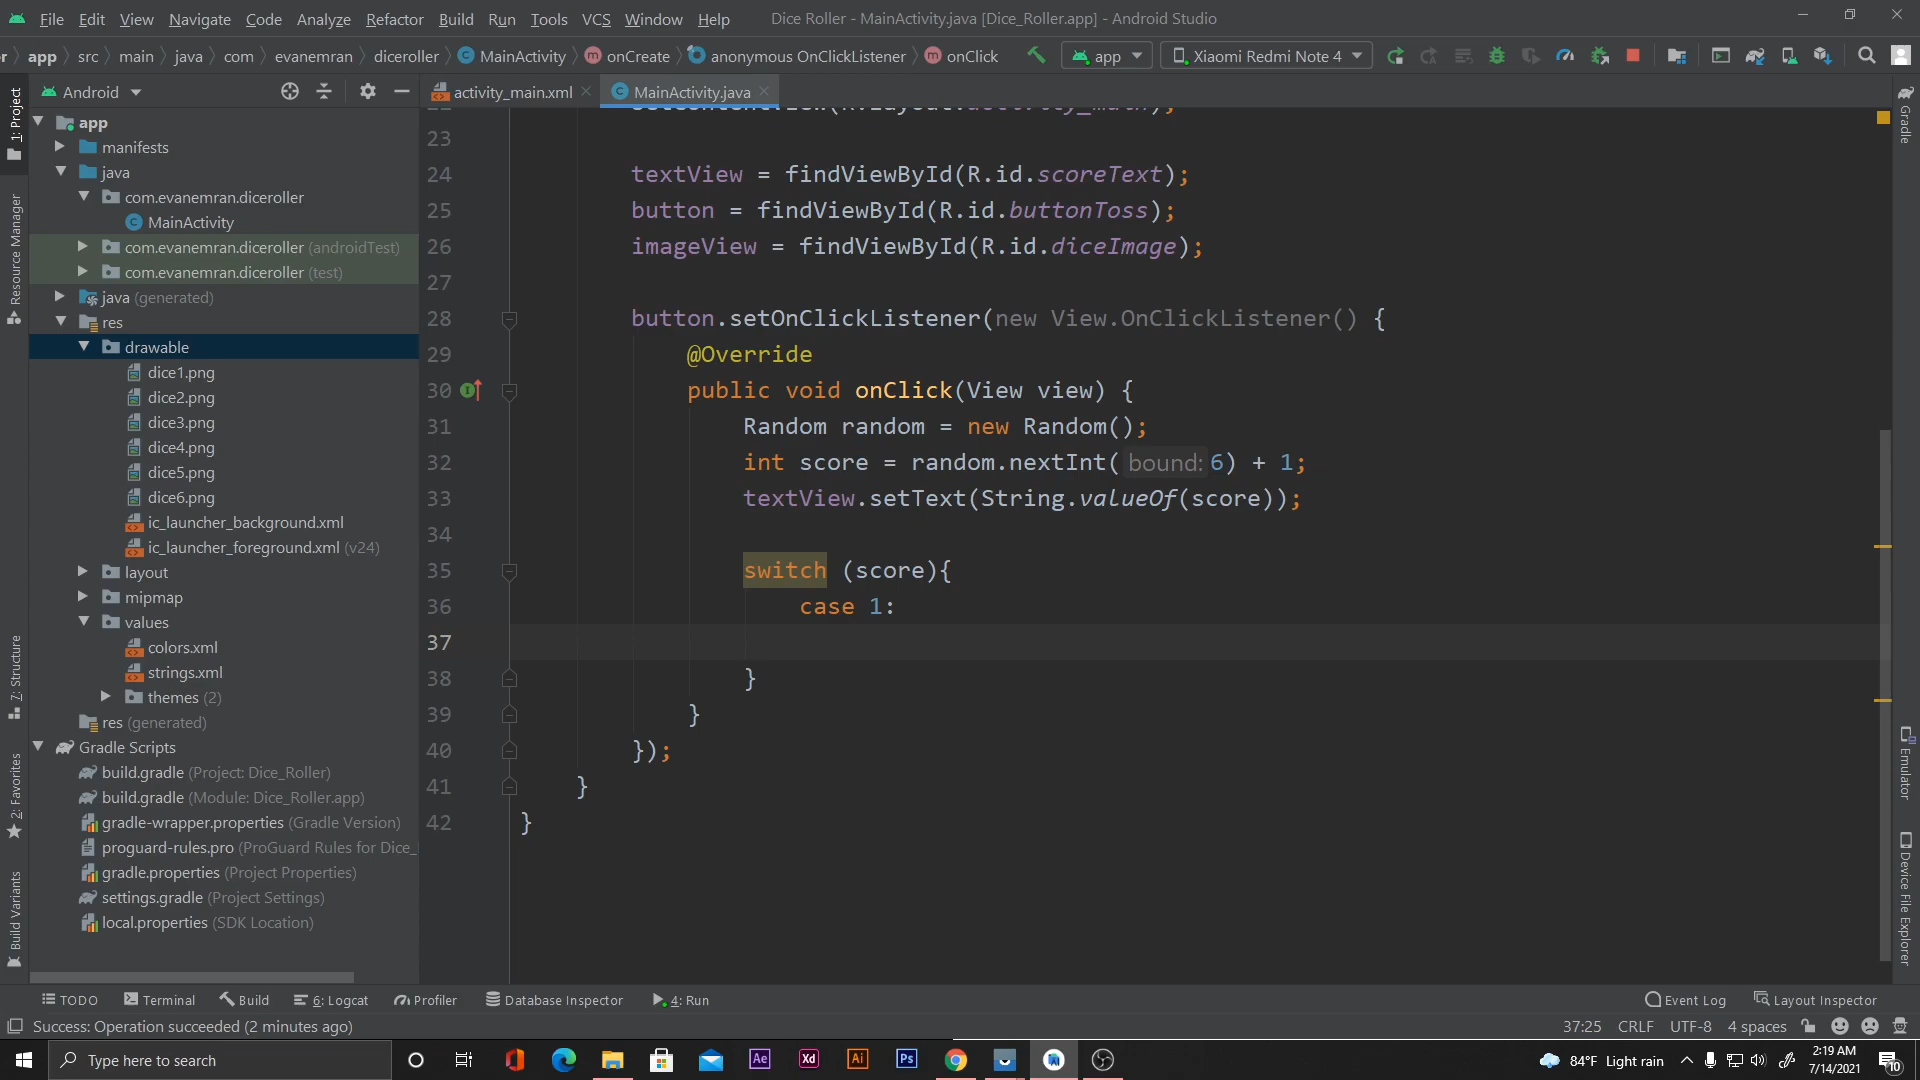 File Edit View Navigate Code Analyze Refactor Build Run Tools VCS Window Help Dice Roller - MainActivity.java [Dice_Roller.app] - Android Studio
r app src main java com evanemran diceroller MainActivity onCreate anonymous OnClickListener onClick app Xiaomi Redmi Note 4
Android activity_main.xml MainActivity.java
1: Project
Resource Manager
7: Structure
2: Favorites
Build Variants
app
manifests
java
com.evanemran.diceroller
MainActivity
com.evanemran.diceroller (androidTest)
com.evanemran.diceroller (test)
java (generated)
res
drawable
dice1.png
dice2.png
dice3.png
dice4.png
dice5.png
dice6.png
ic_launcher_background.xml
ic_launcher_foreground.xml (v24)
layout
mipmap
values
colors.xml
strings.xml
themes (2)
res (generated)
Gradle Scripts
build.gradle (Project: Dice_Roller)
build.gradle (Module: Dice_Roller.app)
gradle-wrapper.properties (Gradle Version)
proguard-rules.pro (ProGuard Rules for Dice_
gradle.properties (Project Properties)
settings.gradle (Project Settings)
local.properties (SDK Location)
22 setContentView(R.layout.activity_main);
23
24 textView = findViewById(R.id.scoreText);
25 button = findViewById(R.id.buttonToss);
26 imageView = findViewById(R.id.diceImage);
27
28 button.setOnClickListener(new View.OnClickListener() {
29 @Override
30 public void onClick(View view) {
31 Random random = new Random();
32 int score = random.nextInt( bound: 6) + 1;
33 textView.setText(String.valueOf(score));
34
35 switch (score){
36 case 1:
37
38 }
39 }
40 });
41 }
42 }
Gradle
Emulator
Device File Explorer
TODO Terminal Build 6: Logcat Profiler Database Inspector 4: Run Event Log Layout Inspector
Success: Operation succeeded (2 minutes ago) 37:25 CRLF UTF-8 4 spaces
Type here to search Ae Xd Ai Ps 84°F Light rain 2:19 AM
7/14/2021 10